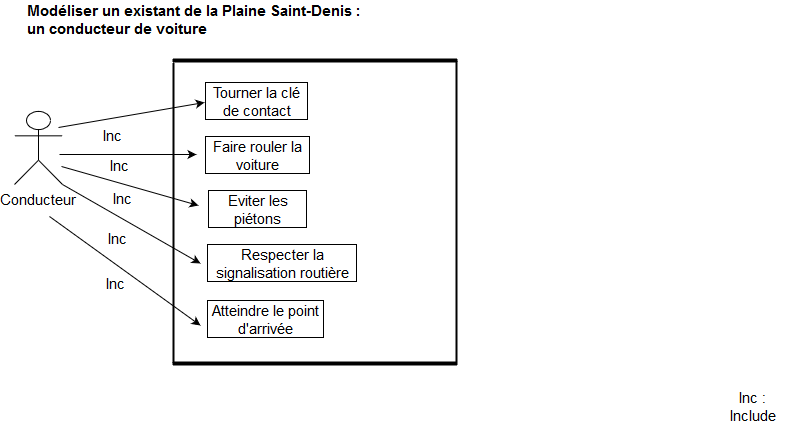 Modéliser un existant de la Plaine Saint-Denis :
un conducteur de voiture
Tourner la clé
de contact
Inc
Faire rouler la
voiture
Inc
Conducteur
Inc
Eviter les
piétons
Inc
Respecter la
signalisation routière
Inc
Atteindre le point
d'arrivée
Inc :
Include